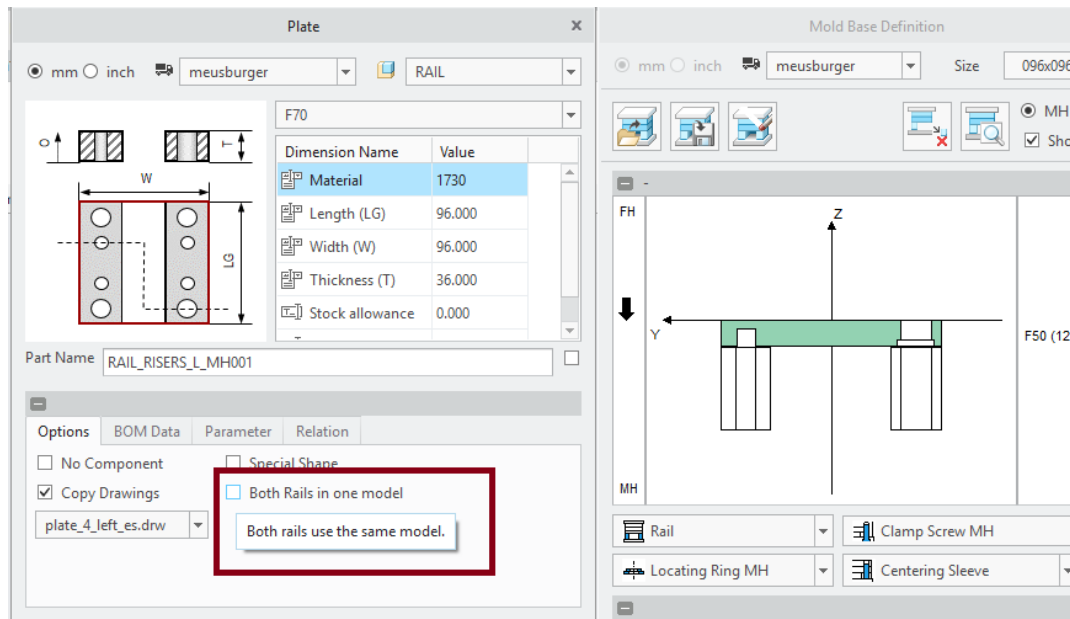 Plate
mm inch meusburger RAIL
F70
O T
W
LG
Dimension Name Value
Material 1730
Length (LG) 96.000
Width (W) 96.000
Thickness (T) 36.000
Stock allowance 0.000
Part Name RAIL_RISERS_L_MH001
Options BOM Data Parameter Relation
No Component Special Shape
Copy Drawings Both Rails in one model
plate_4_left_es.drw Both rails use the same model.
Mold Base Definition
mm inch meusburger Size 096x096
MH
Sho
-
FH
Z
Y
F50 (12
MH
Rail Clamp Screw MH
Locating Ring MH Centering Sleeve